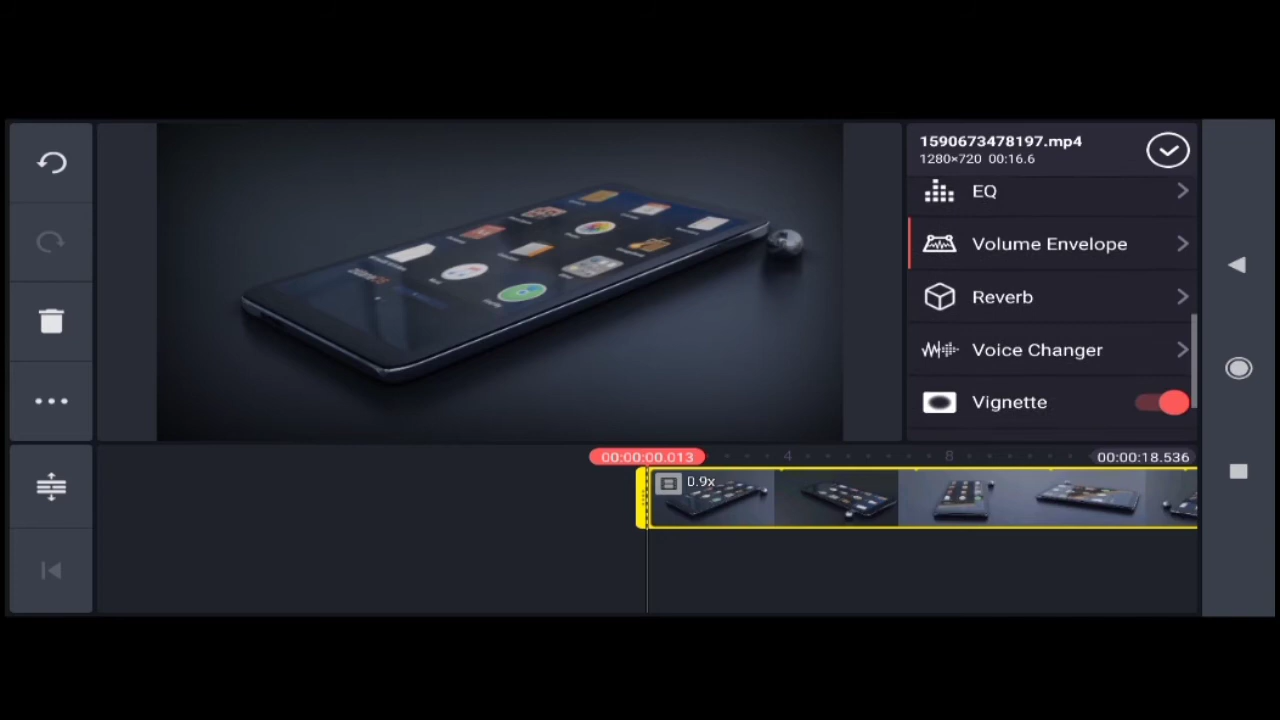 1590673478197.mp4
1280×720 00:16.6
EQ
Volume Envelope
Reverb
Voice Changer
Vignette
00:00:00.013
4
8
00:00:18.536
0.9x